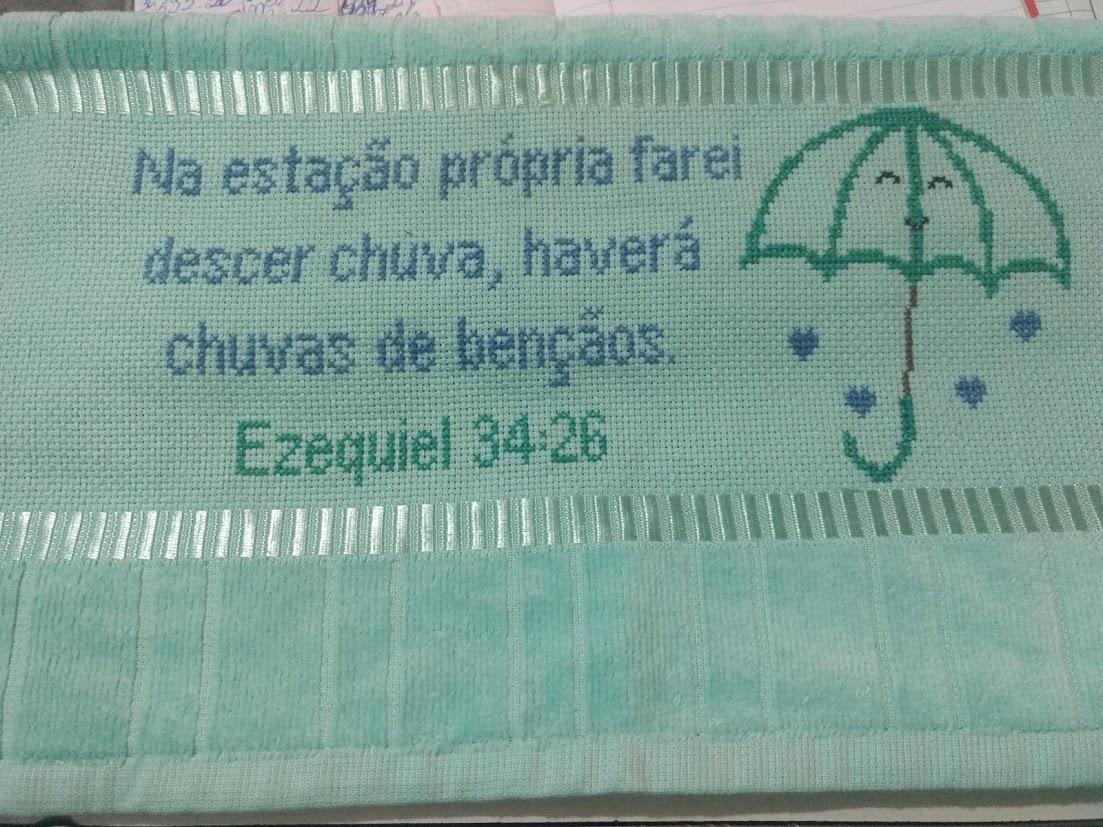 Na estação própria farei
descer chuva, haverá
chuvas de bençãos.
Ezequiel 34:26